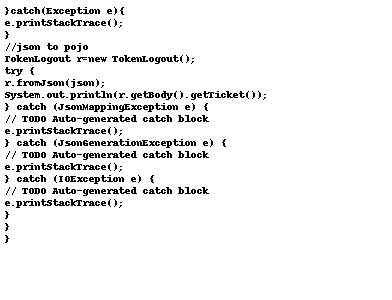 }catch(Exception e){
e.printStackTrace();
}
//json to pojo
TokenLogout r=new TokenLogout();
try {
r.fromJson(json);
System.out.println(r.getBody().getTicket());
} catch (JsonMappingException e) {
// TODO Auto-generated catch block
e.printStackTrace();
} catch (JsonGenerationException e) {
// TODO Auto-generated catch block
e.printStackTrace();
} catch (IOException e) {
// TODO Auto-generated catch block
e.printStackTrace();
}
}
}